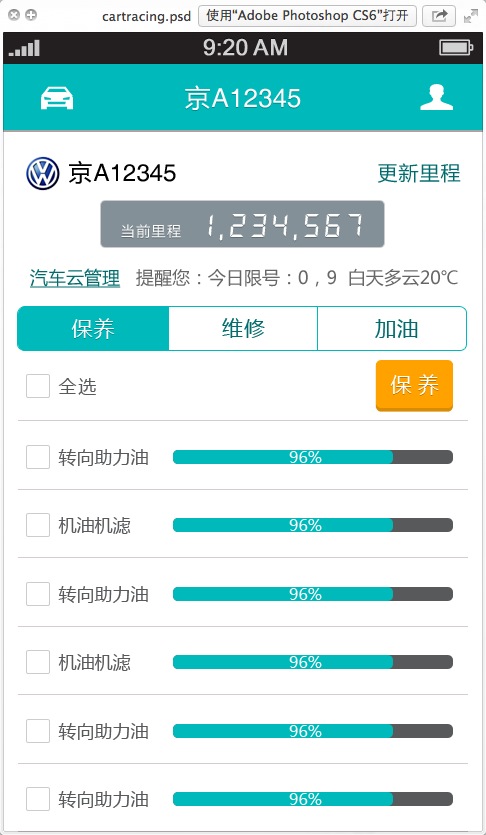 cartracing.psd 使用“Adobe Photoshop CS6”打开
9:20 AM
京A12345
京A12345 更新里程
当前里程 1,234,567
汽车云管理 提醒您：今日限号：0，9 白天多云20℃
保养 维修 加油
全选 保 养
转向助力油 96%
机油机滤 96%
转向助力油 96%
机油机滤 96%
转向助力油 96%
转向助力油 96%